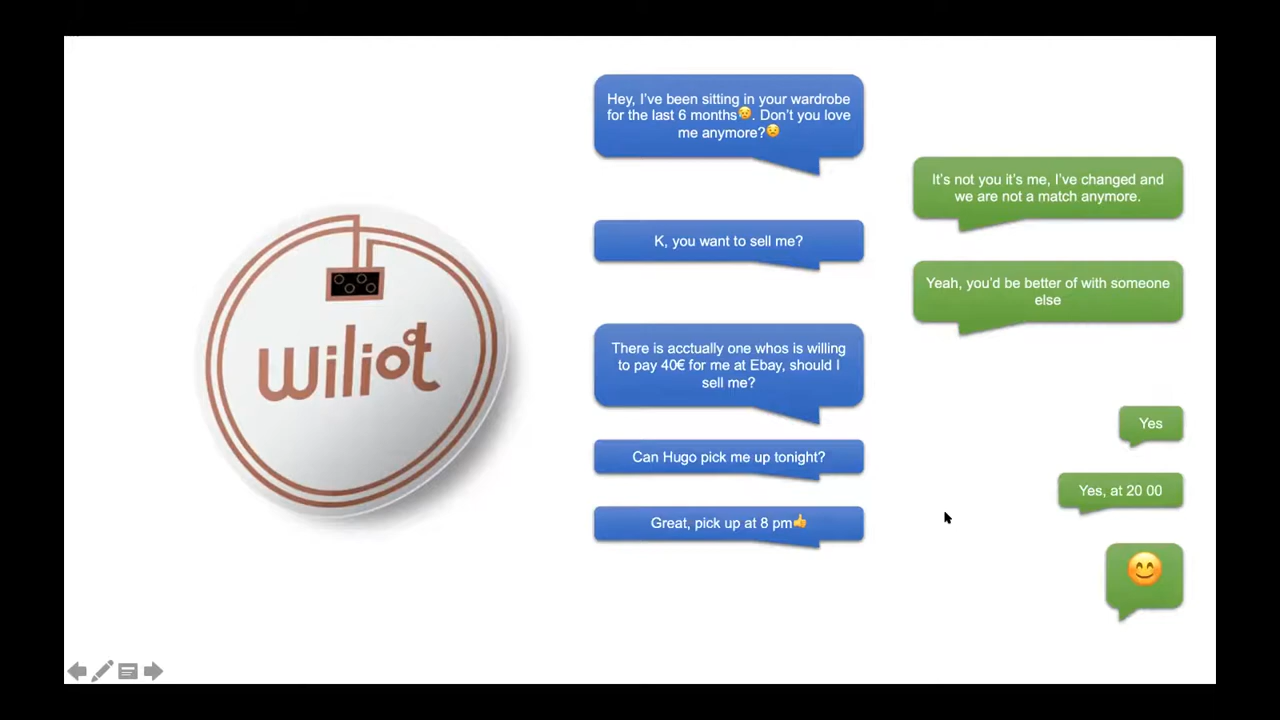 Hey, I've been sitting in your wardrobe
for the last 6 months😟. Don't you love
me anymore?😟
It's not you it's me, I've changed and
we are not a match anymore.
K, you want to sell me?
Yeah, you'd be better of with someone
else
There is acctually one whos is willing
to pay 40€ for me at Ebay, should I
sell me?
Yes
Can Hugo pick me up tonight?
Yes, at 20 00
Great, pick up at 8 pm👍
😊
wiliot